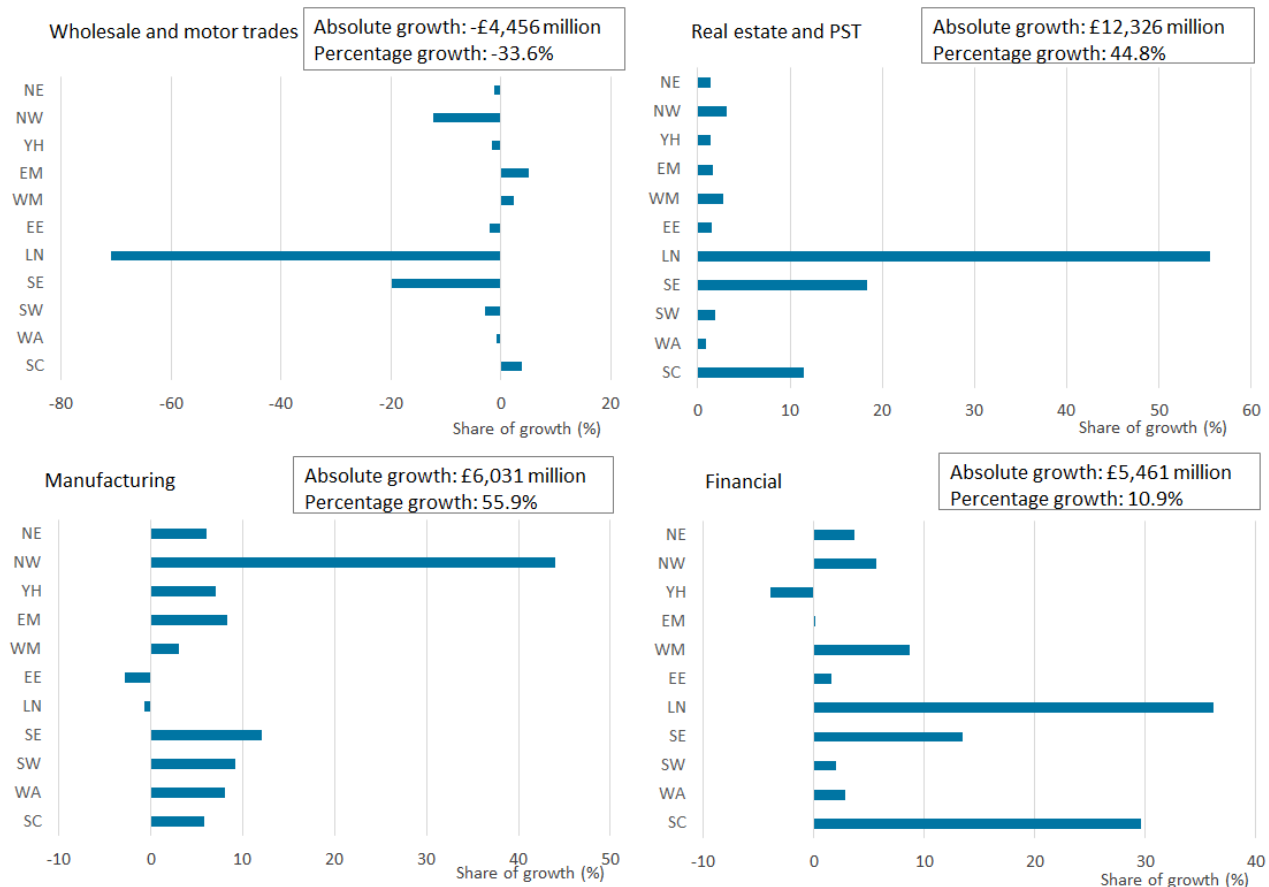 Wholesale and motor trades
Absolute growth: -£4,456 million
Percentage growth: -33.6%
NE
NW
YH
EM
WM
EE
LN
SE
SW
WA
SC
-80 -60 -40 -20 0 20
Share of growth (%)
Real estate and PST
Absolute growth: £12,326 million
Percentage growth: 44.8%
NE
NW
YH
EM
WM
EE
LN
SE
SW
WA
SC
0 10 20 30 40 50 60
Share of growth (%)
Manufacturing
Absolute growth: £6,031 million
Percentage growth: 55.9%
NE
NW
YH
EM
WM
EE
LN
SE
SW
WA
SC
-10 0 10 20 30 40 50
Share of growth (%)
Financial
Absolute growth: £5,461 million
Percentage growth: 10.9%
NE
NW
YH
EM
WM
EE
LN
SE
SW
WA
SC
-10 0 10 20 30 40
Share of growth (%)